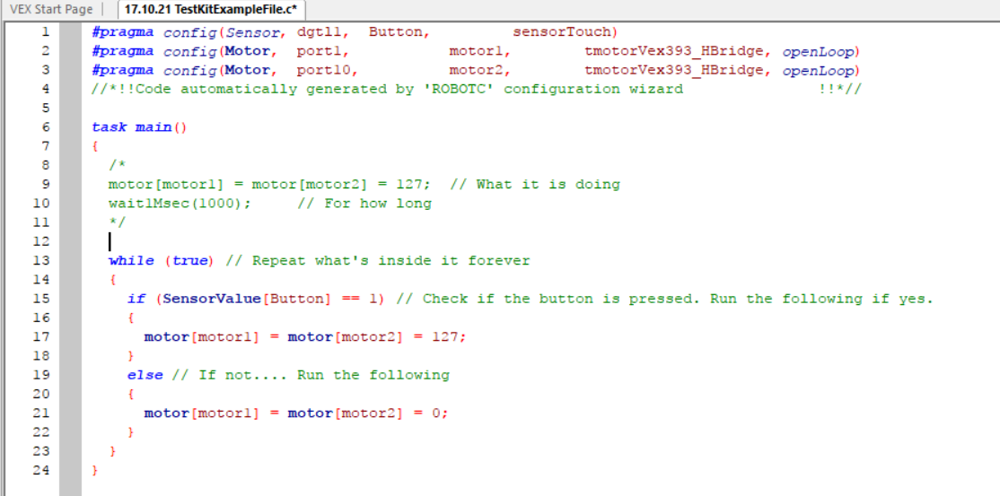 VEX Start Page | 17.10.21 TestKitExampleFile.c*
1 #pragma config(Sensor, dgtl1, Button, sensorTouch)
2 #pragma config(Motor, port1, motor1, tmotorVex393_HBridge, openLoop)
3 #pragma config(Motor, port10, motor2, tmotorVex393_HBridge, openLoop)
4 //*!!Code automatically generated by 'ROBOTC' configuration wizard !!*//
5
6 task main()
7 {
8 /*
9 motor[motor1] = motor[motor2] = 127; // What it is doing
10 wait1Msec(1000); // For how long
11 */
12
13 while (true) // Repeat what's inside it forever
14 {
15 if (SensorValue[Button] == 1) // Check if the button is pressed. Run the following if yes.
16 {
17 motor[motor1] = motor[motor2] = 127;
18 }
19 else // If not.... Run the following
20 {
21 motor[motor1] = motor[motor2] = 0;
22 }
23 }
24 }